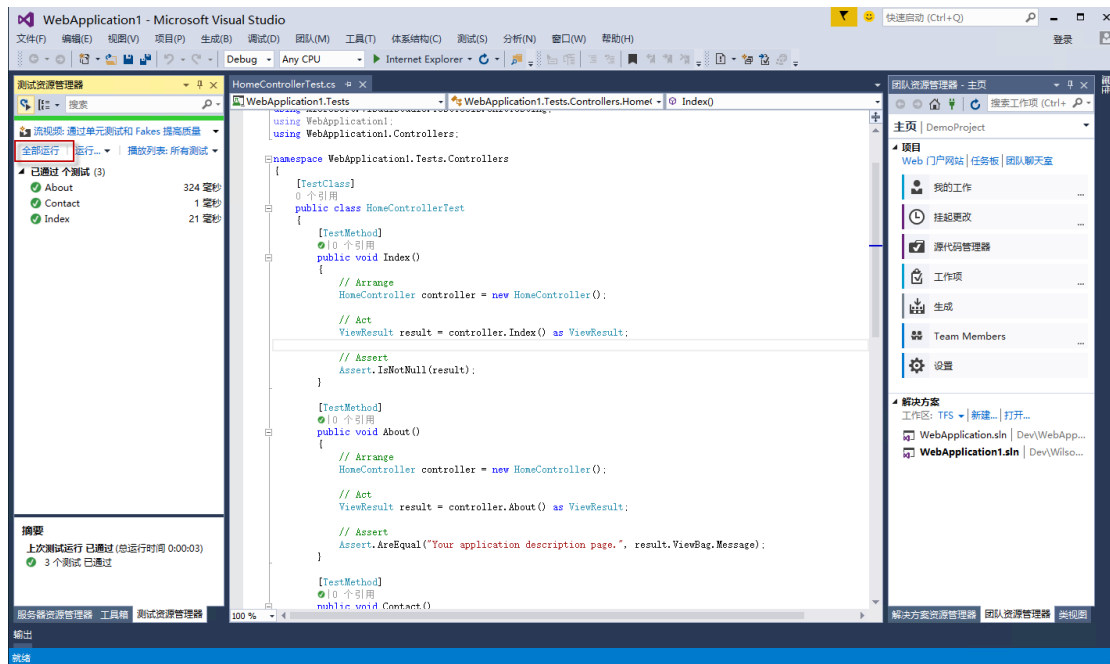 WebApplication1 - Microsoft Visual Studio
快速启动 (Ctrl+Q)
文件(F) 编辑(E) 视图(V) 项目(P) 生成(B) 调试(D) 团队(M) 工具(T) 体系结构(C) 测试(S) 分析(N) 窗口(W) 帮助(H)
登录
Debug Any CPU Internet Explorer
测试资源管理器
搜索
流视频: 通过单元测试和 Fakes 提高质量
全部运行 运行... 播放列表: 所有测试
已通过 个测试 (3)
About 324 毫秒
Contact 1 毫秒
Index 21 毫秒
摘要
上次测试运行 已通过 (总运行时间 0:00:03)
3 个测试 已通过
服务器资源管理器 工具箱 测试资源管理器
HomeControllerTest.cs
WebApplication1.Tests WebApplication1.Tests.Controllers.Home Index()
using WebApplication1;
using WebApplication1.Controllers;
namespace WebApplication1.Tests.Controllers
{
[TestClass]
0 个引用
public class HomeControllerTest
{
[TestMethod]
0 个引用
public void Index()
{
// Arrange
HomeController controller = new HomeController();
// Act
ViewResult result = controller.Index() as ViewResult;
// Assert
Assert.IsNotNull(result);
}
[TestMethod]
0 个引用
public void About()
{
// Arrange
HomeController controller = new HomeController();
// Act
ViewResult result = controller.About() as ViewResult;
// Assert
Assert.AreEqual("Your application description page.", result.ViewBag.Message);
}
[TestMethod]
0 个引用
public void Contact()
100 %
团队资源管理器 - 主页
搜索工作项 (Ctrl+
主页 | DemoProject
项目
Web 门户网站 | 任务板 | 团队聊天室
我的工作
挂起更改
源代码管理器
工作项
生成
Team Members
设置
解决方案
工作区: TFS | 新建... | 打开...
WebApplication.sln | Dev\WebApp...
WebApplication1.sln | Dev\Wilso...
解决方案资源管理器 团队资源管理器 类视图
输出
就绪